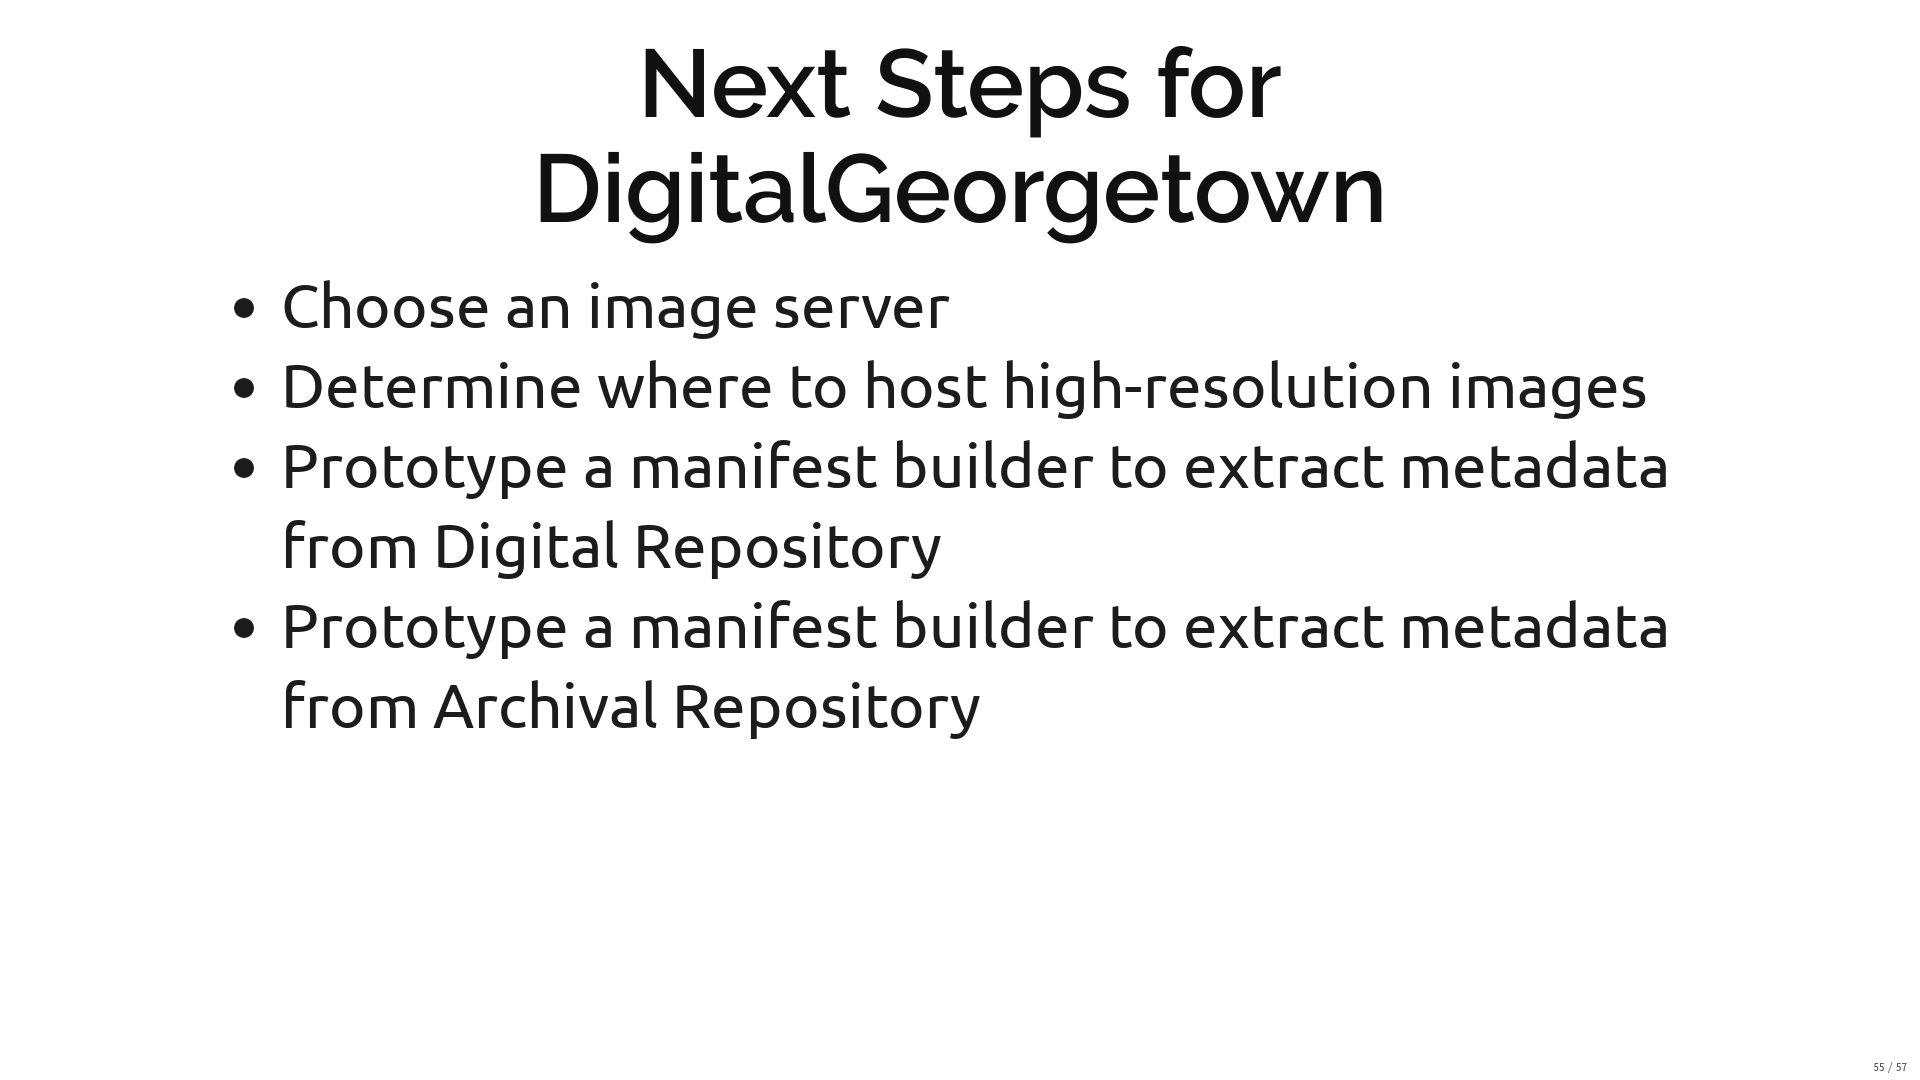 Next Steps for
DigitalGeorgetown
• Choose an image server
• Determine where to host high-resolution images
• Prototype a manifest builder to extract metadata
from Digital Repository
• Prototype a manifest builder to extract metadata
from Archival Repository
55 / 57